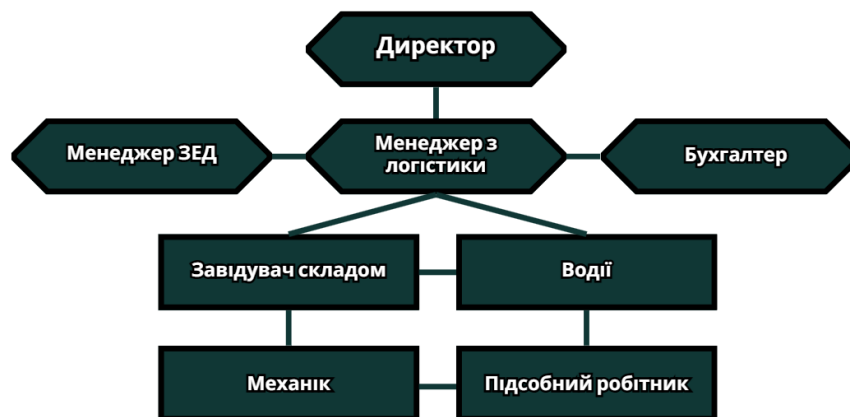 Директор
Менеджер ЗЕД
Менеджер з
логістики
Бухгалтер
Завідувач складом
Водії
Механік
Підсобний робітник